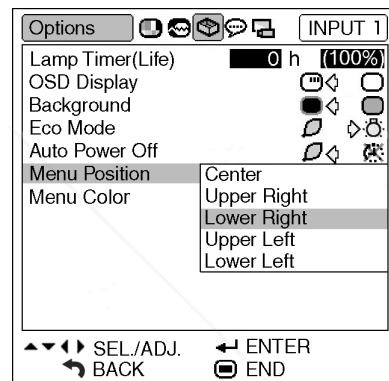 Options INPUT 1
Lamp Timer(Life) 0 h (100%)
OSD Display
Background
Eco Mode
Auto Power Off
Menu Position Center
Menu Color Upper Right
Lower Right
Upper Left
Lower Left
SEL./ADJ. ENTER
BACK END